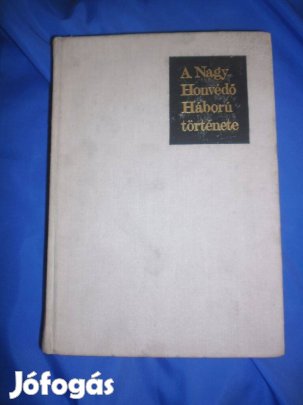 A Nagy
Honvédő
Háború
története
Jófogás